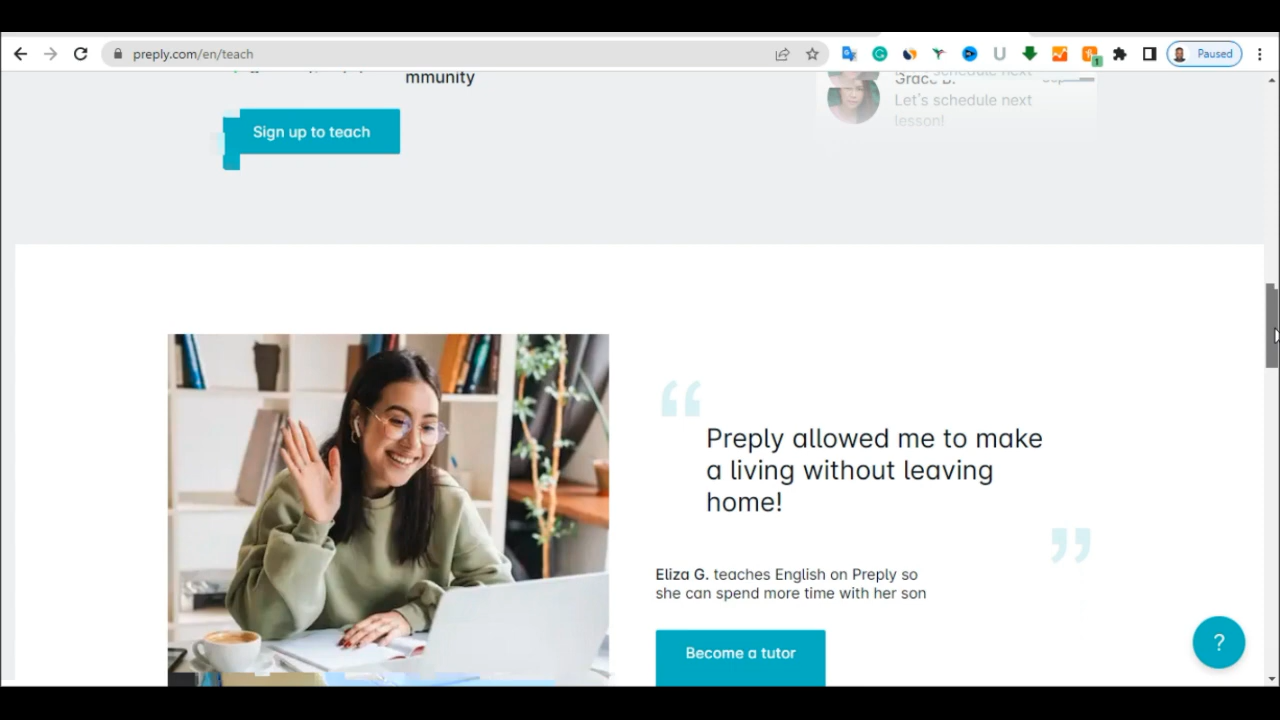 preply.com/en/teach
Paused
1
mmunity
Sign up to teach
Grace B.
Let's schedule next
lesson!
“
Preply allowed me to make
a living without leaving
home!
”
Eliza G. teaches English on Preply so
she can spend more time with her son
Become a tutor
?